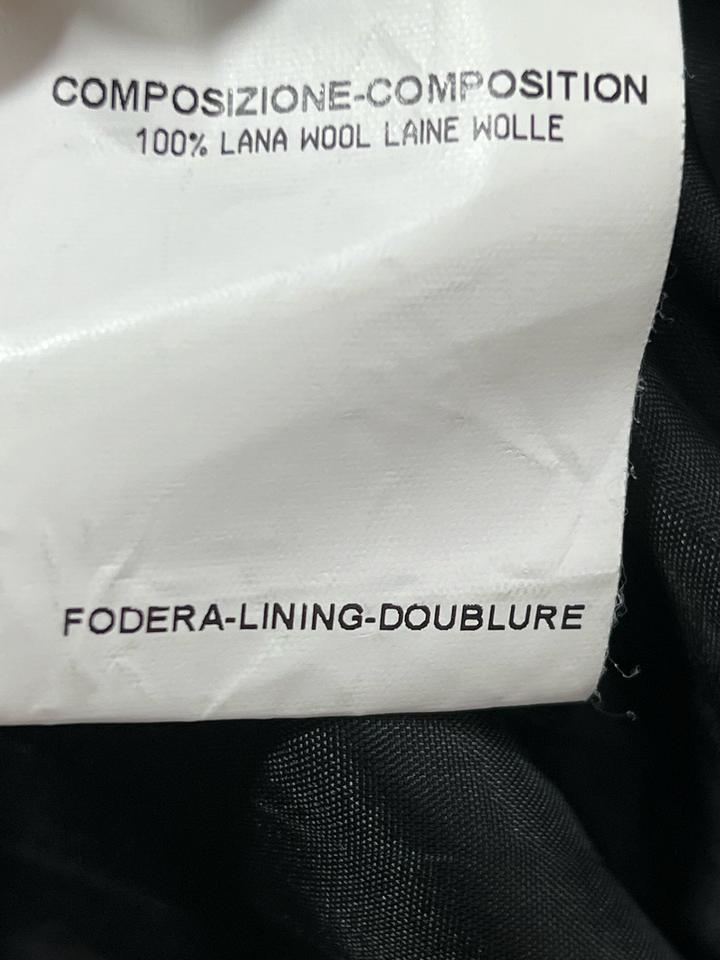 COMPOSIZIONE-COMPOSITION
100% LANA WOOL LAINE WOLLE
FODERA-LINING-DOUBLURE